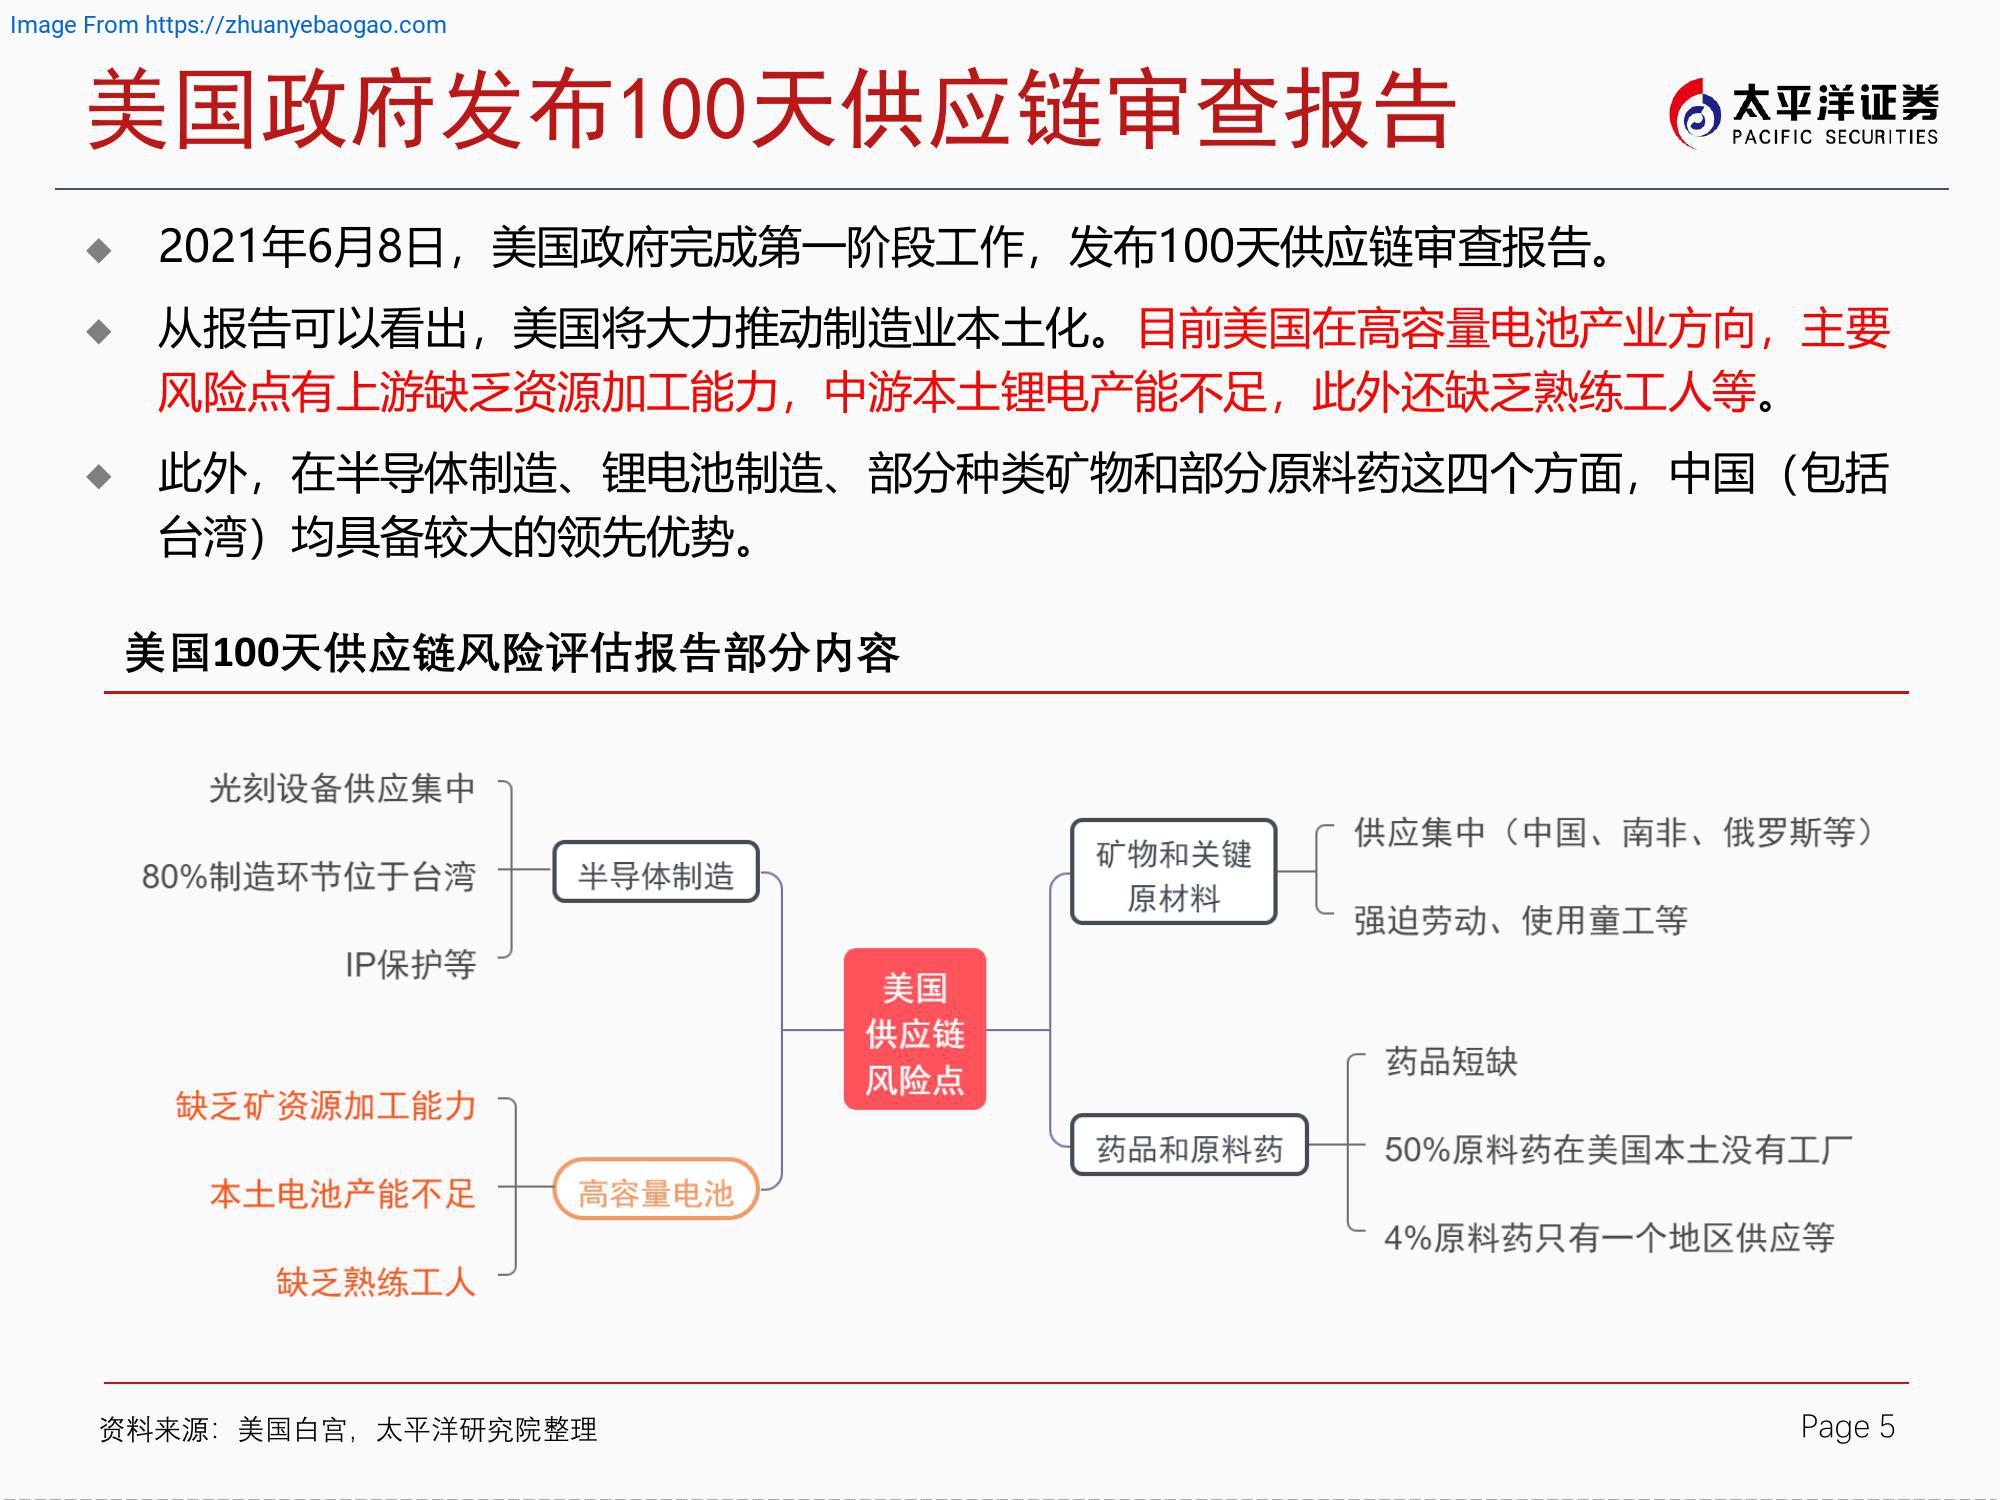 Image From https://zhuanyebaogao.com
美国政府发布100天供应链审查报告
太平洋证券
PACIFIC SECURITIES
2021年6月8日，美国政府完成第一阶段工作，发布100天供应链审查报告。
从报告可以看出，美国将大力推动制造业本土化。目前美国在高容量电池产业方向，主要
风险点有上游缺乏资源加工能力，中游本土锂电产能不足，此外还缺乏熟练工人等。
此外，在半导体制造、锂电池制造、部分种类矿物和部分原料药这四个方面，中国（包括
台湾）均具备较大的领先优势。
美国100天供应链风险评估报告部分内容
光刻设备供应集中
80%制造环节位于台湾
IP保护等
半导体制造
缺乏矿资源加工能力
本土电池产能不足
缺乏熟练工人
高容量电池
美国
供应链
风险点
矿物和关键
原材料
供应集中（中国、南非、俄罗斯等）
强迫劳动、使用童工等
药品和原料药
药品短缺
50%原料药在美国本土没有工厂
4%原料药只有一个地区供应等
资料来源：美国白宫，太平洋研究院整理
Page 5